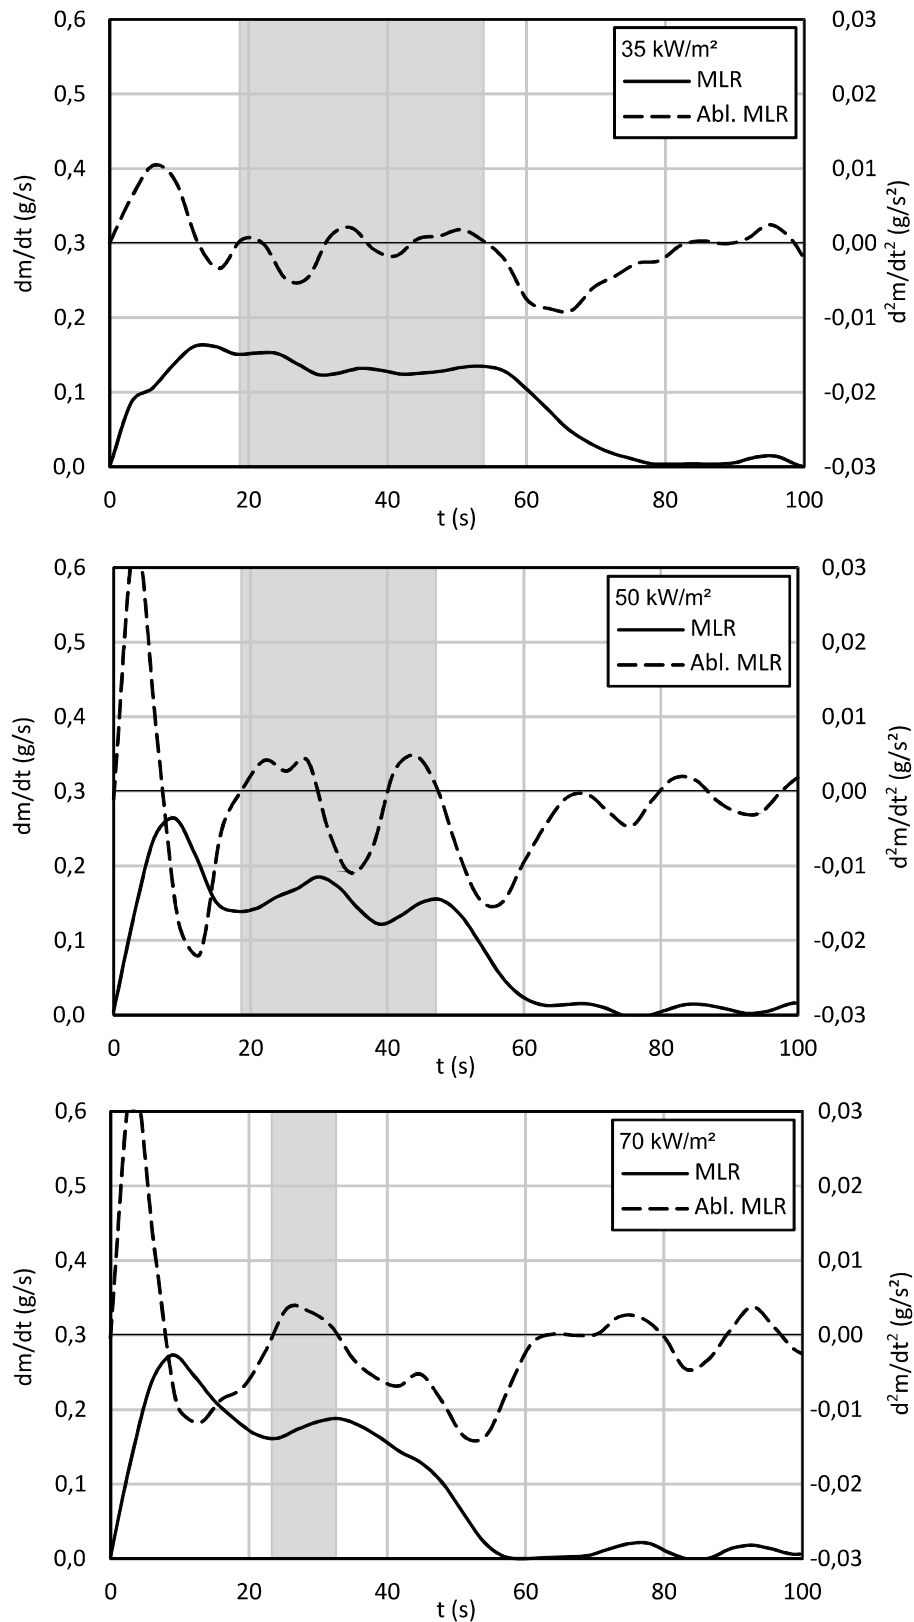 35 kW/m²
MLR
Abl. MLR
dm/dt (g/s)
0,6
0,5
0,4
0,3
0,2
0,1
0,0
0,03
0,02
0,01
0,00
-0,01
-0,02
-0,03
d²m/dt² (g/s²)
0 20 40 60 80 100
t (s)
50 kW/m²
MLR
Abl. MLR
dm/dt (g/s)
0,6
0,5
0,4
0,3
0,2
0,1
0,0
0,03
0,02
0,01
0,00
-0,01
-0,02
-0,03
d²m/dt² (g/s²)
0 20 40 60 80 100
t (s)
70 kW/m²
MLR
Abl. MLR
dm/dt (g/s)
0,6
0,5
0,4
0,3
0,2
0,1
0,0
0,03
0,02
0,01
0,00
-0,01
-0,02
-0,03
d²m/dt² (g/s²)
0 20 40 60 80 100
t (s)